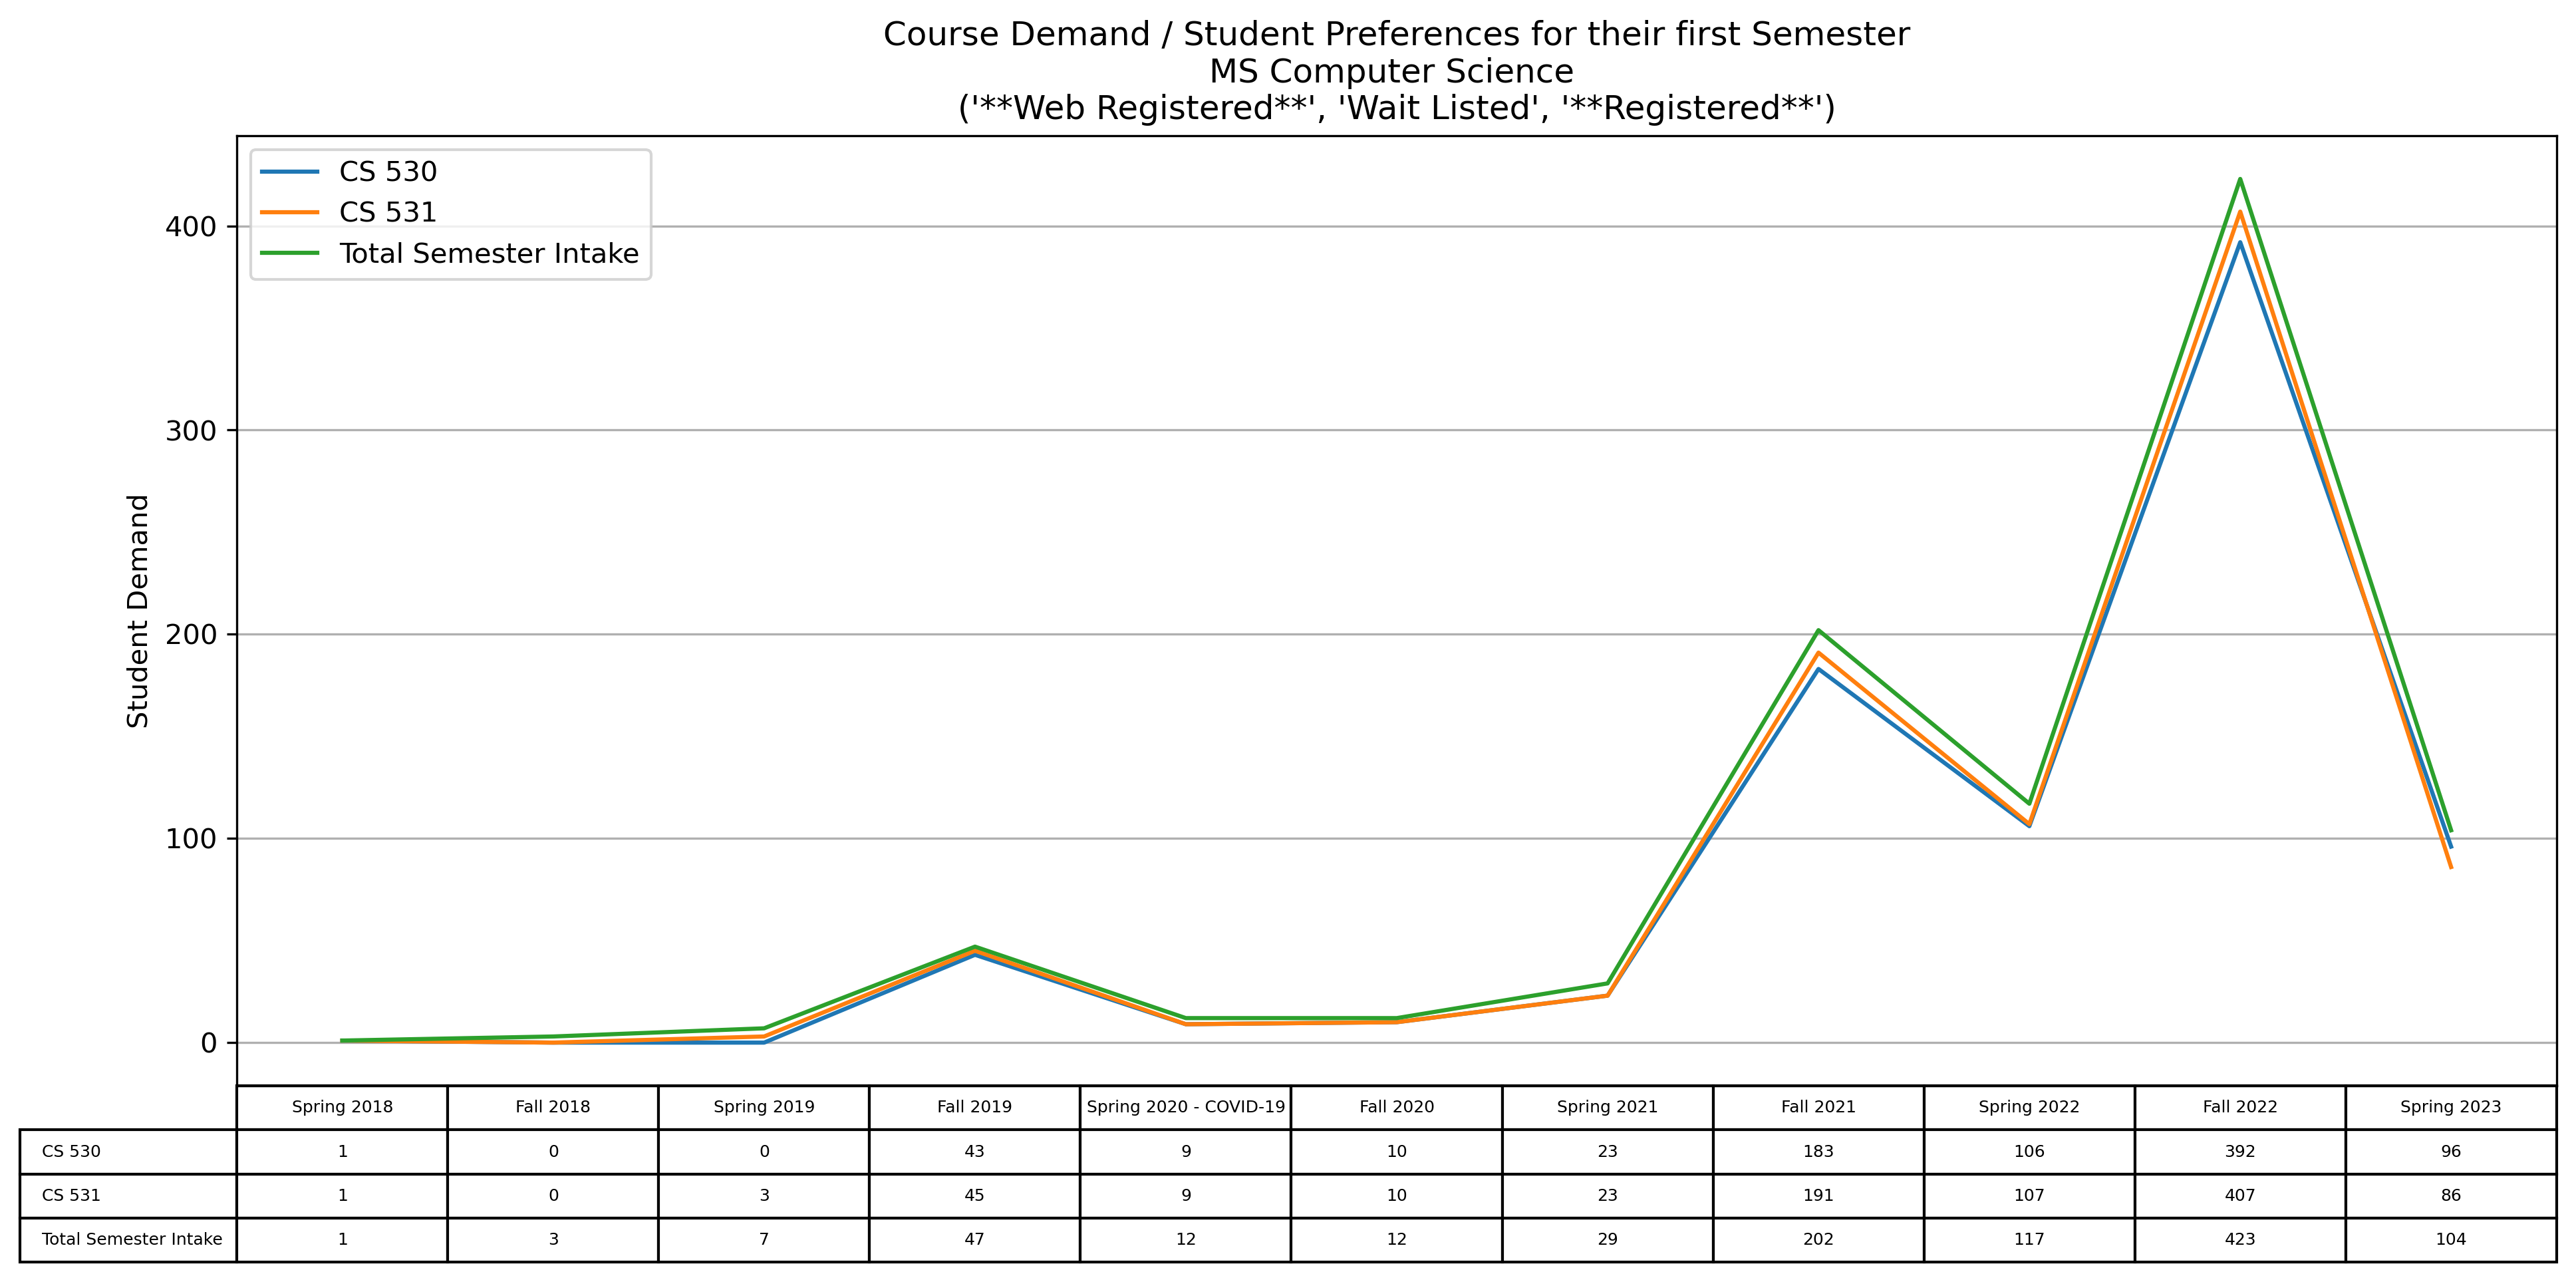 Course Demand / Student Preferences for their first Semester
MS Computer Science
('**Web Registered**', 'Wait Listed', '**Registered**')
CS 530
CS 531
Total Semester Intake
400
300
200
100
0
Student Demand
Spring 2018 Fall 2018 Spring 2019 Fall 2019 Spring 2020 - COVID-19 Fall 2020 Spring 2021 Fall 2021 Spring 2022 Fall 2022 Spring 2023
CS 530 1 0 0 43 9 10 23 183 106 392 96
CS 531 1 0 3 45 9 10 23 191 107 407 86
Total Semester Intake 1 3 7 47 12 12 29 202 117 423 104